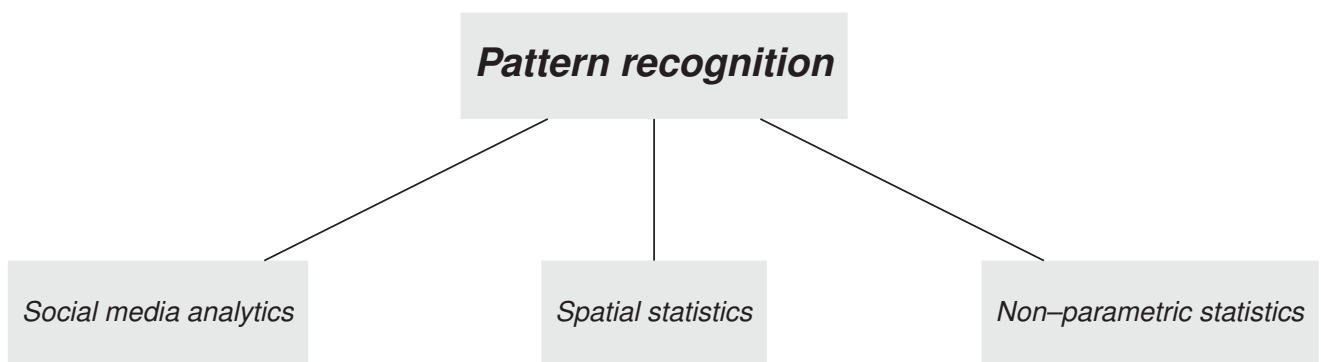 Pattern recognition
Social media analytics
Spatial statistics
Non–parametric statistics